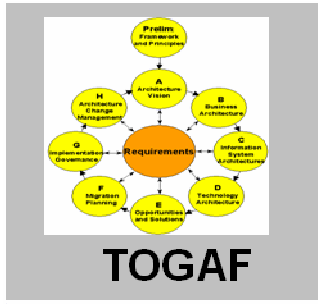 Prelim:
Framework
and Principles
A
Architecture
Vision
H
Architecture
Change
Management
B
Business
Architecture
G
Implementation
Governance
Requirements
C
Information
System
Architectures
F
Migration
Planning
D
Technology
Architecture
E
Opportunities
and Solutions
TOGAF